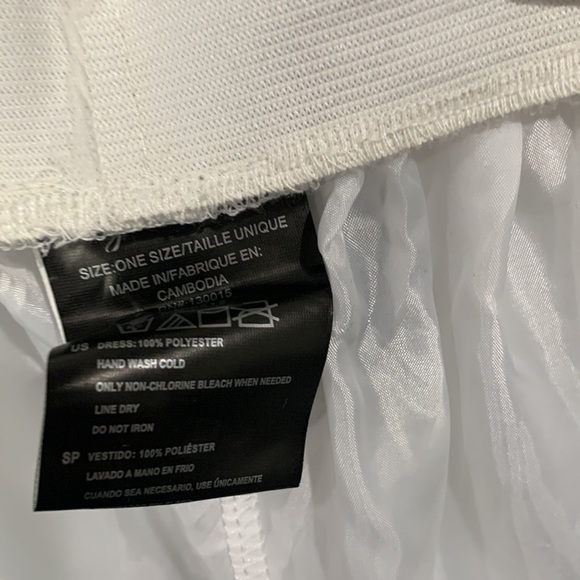 SIZE:ONE SIZE/TAILLE UNIQUE
MADE IN/FABRIQUE EN:
CAMBODIA
US DRESS:100% POLYESTER
HAND WASH COLD
ONLY NON-CHLORINE BLEACH WHEN NEEDED
LINE DRY
DO NOT IRON
SP VESTIDO: 100% POLIÉSTER
LAVADO A MANO EN FRIO
CUANDO BEA NECESARIO, USE ÚNICAMENTE